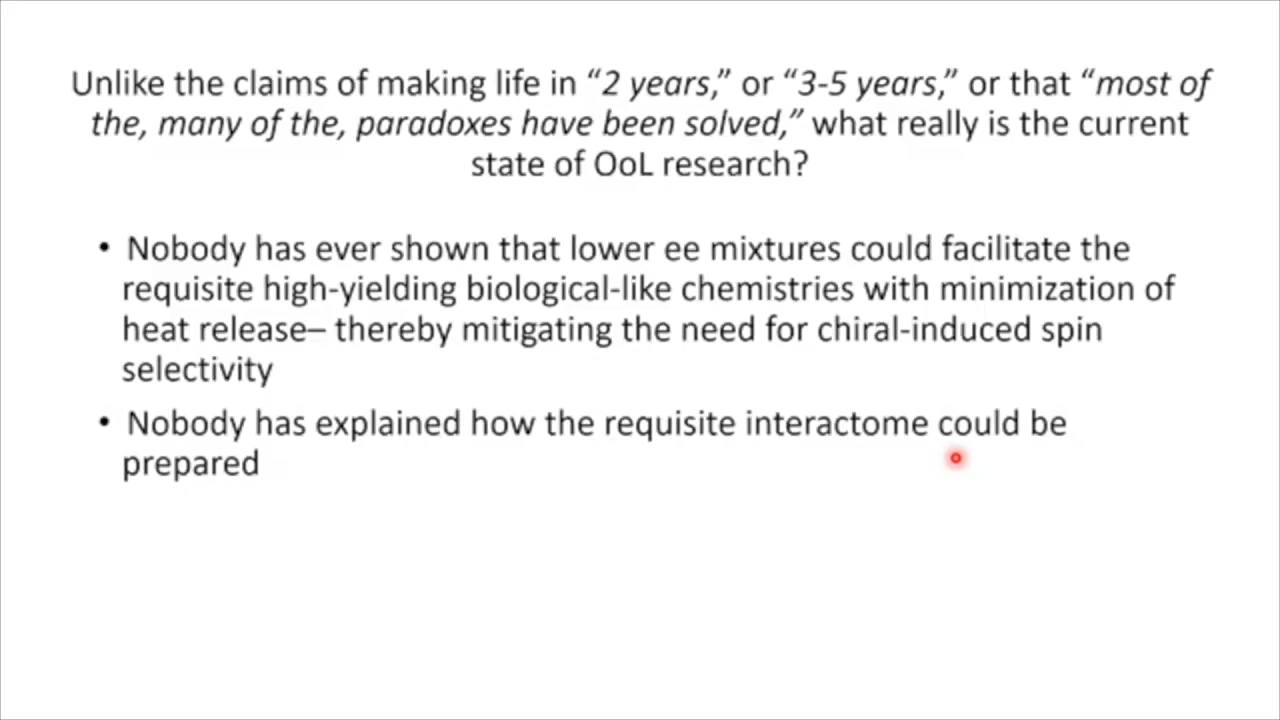 Unlike the claims of making life in “2 years,” or “3-5 years,” or that “most of
the, many of the, paradoxes have been solved,” what really is the current
state of OoL research?
• Nobody has ever shown that lower ee mixtures could facilitate the
requisite high-yielding biological-like chemistries with minimization of
heat release– thereby mitigating the need for chiral-induced spin
selectivity
• Nobody has explained how the requisite interactome could be
prepared